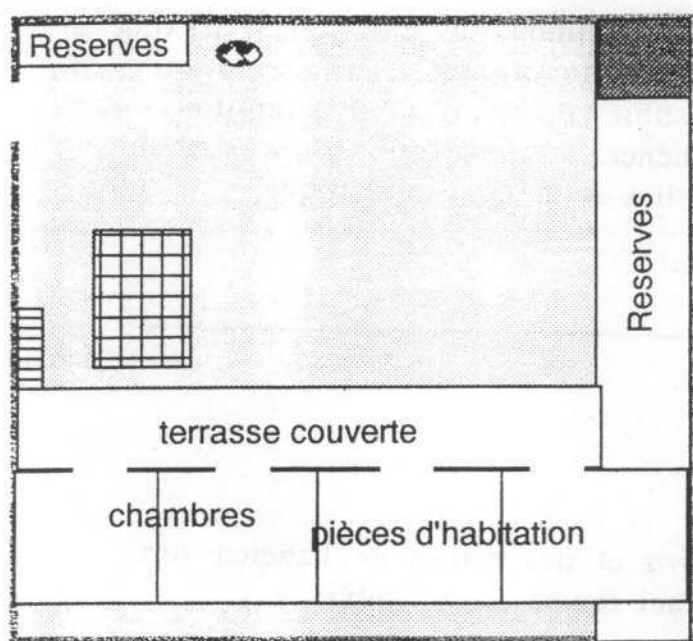 Reserves
Reserves
terrasse couverte
chambres
pièces d'habitation